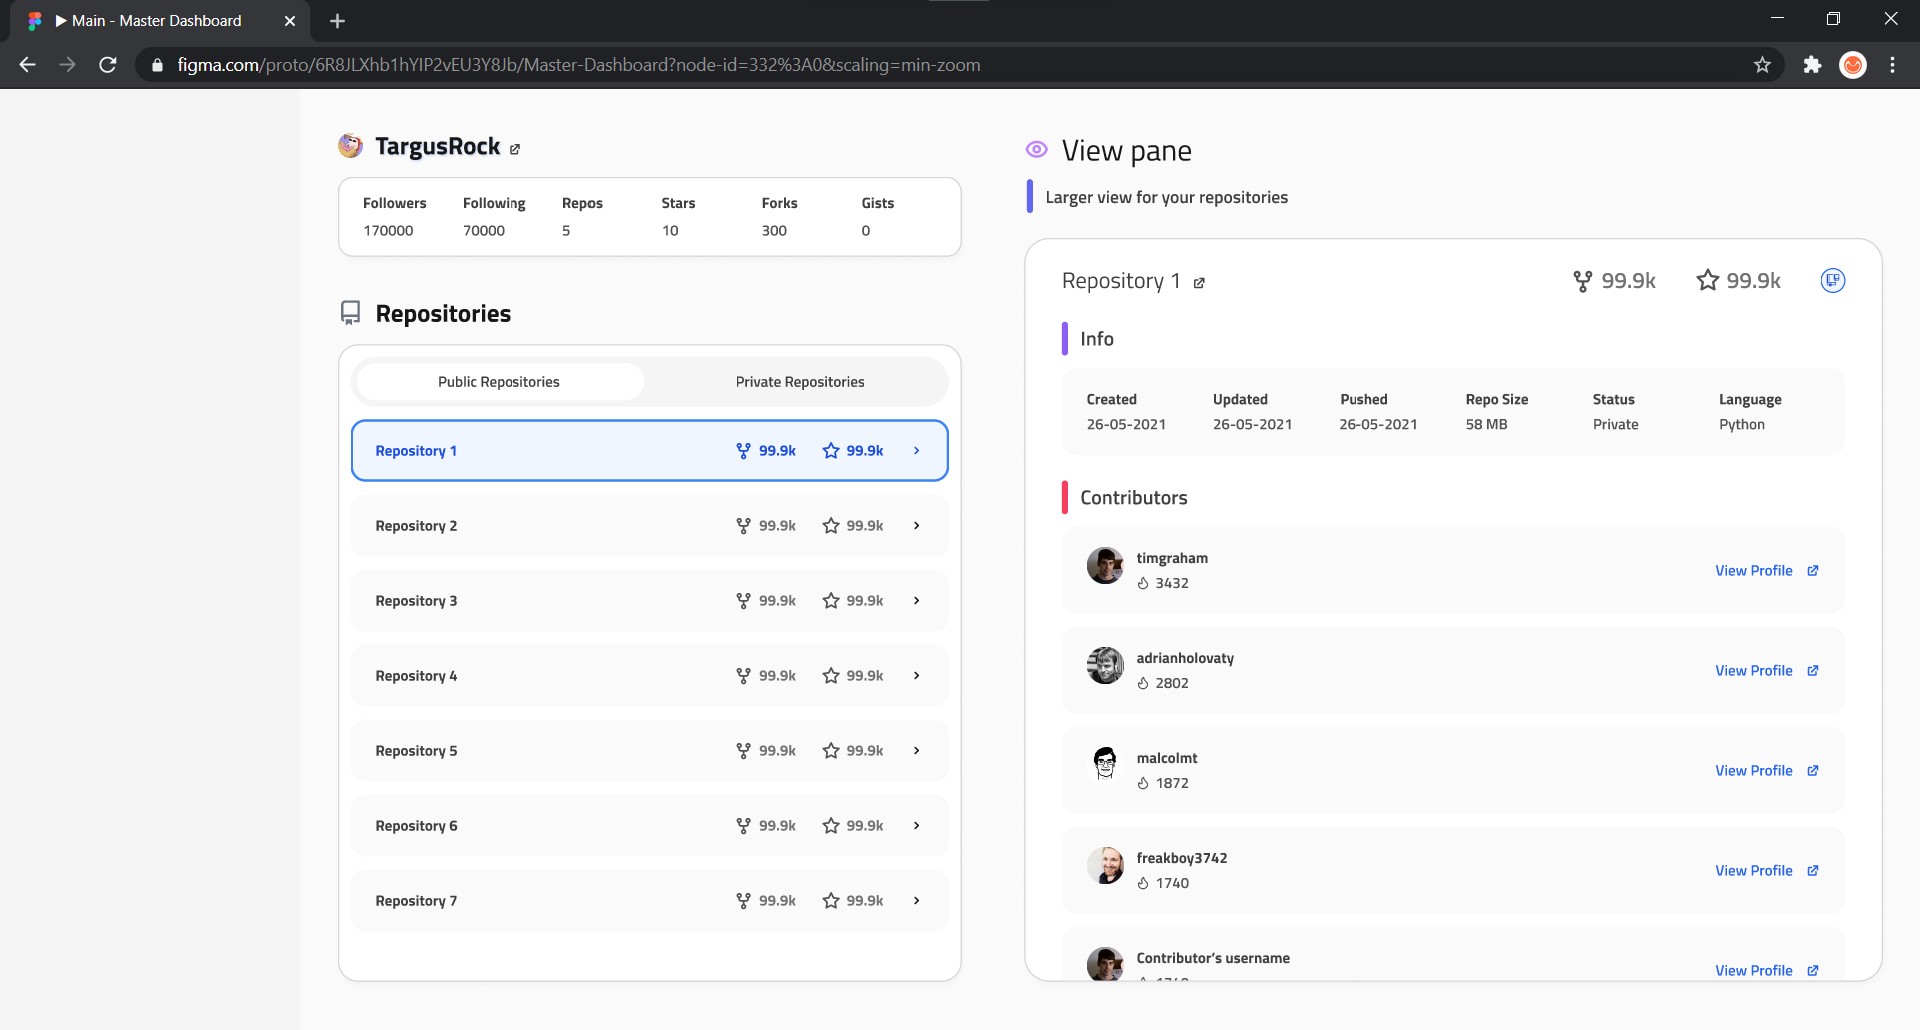 Main - Master Dashboard
figma.com/proto/6R8JLXhb1hYIP2vEU3Y8Jb/Master-Dashboard?node-id=332%3A0&scaling=min-zoom
TargusRock
Followers Following Repos Stars Forks Gists
170000 70000 5 10 300 0
Repositories
Public Repositories Private Repositories
Repository 1 99.9k 99.9k
Repository 2 99.9k 99.9k
Repository 3 99.9k 99.9k
Repository 4 99.9k 99.9k
Repository 5 99.9k 99.9k
Repository 6 99.9k 99.9k
Repository 7 99.9k 99.9k
View pane
Larger view for your repositories
Repository 1 99.9k 99.9k
Info
Created Updated Pushed Repo Size Status Language
26-05-2021 26-05-2021 26-05-2021 58 MB Private Python
Contributors
timgraham
3432
View Profile
adrianholovaty
2802
View Profile
malcolmt
1872
View Profile
freakboy3742
1740
View Profile
Contributor's username
View Profile